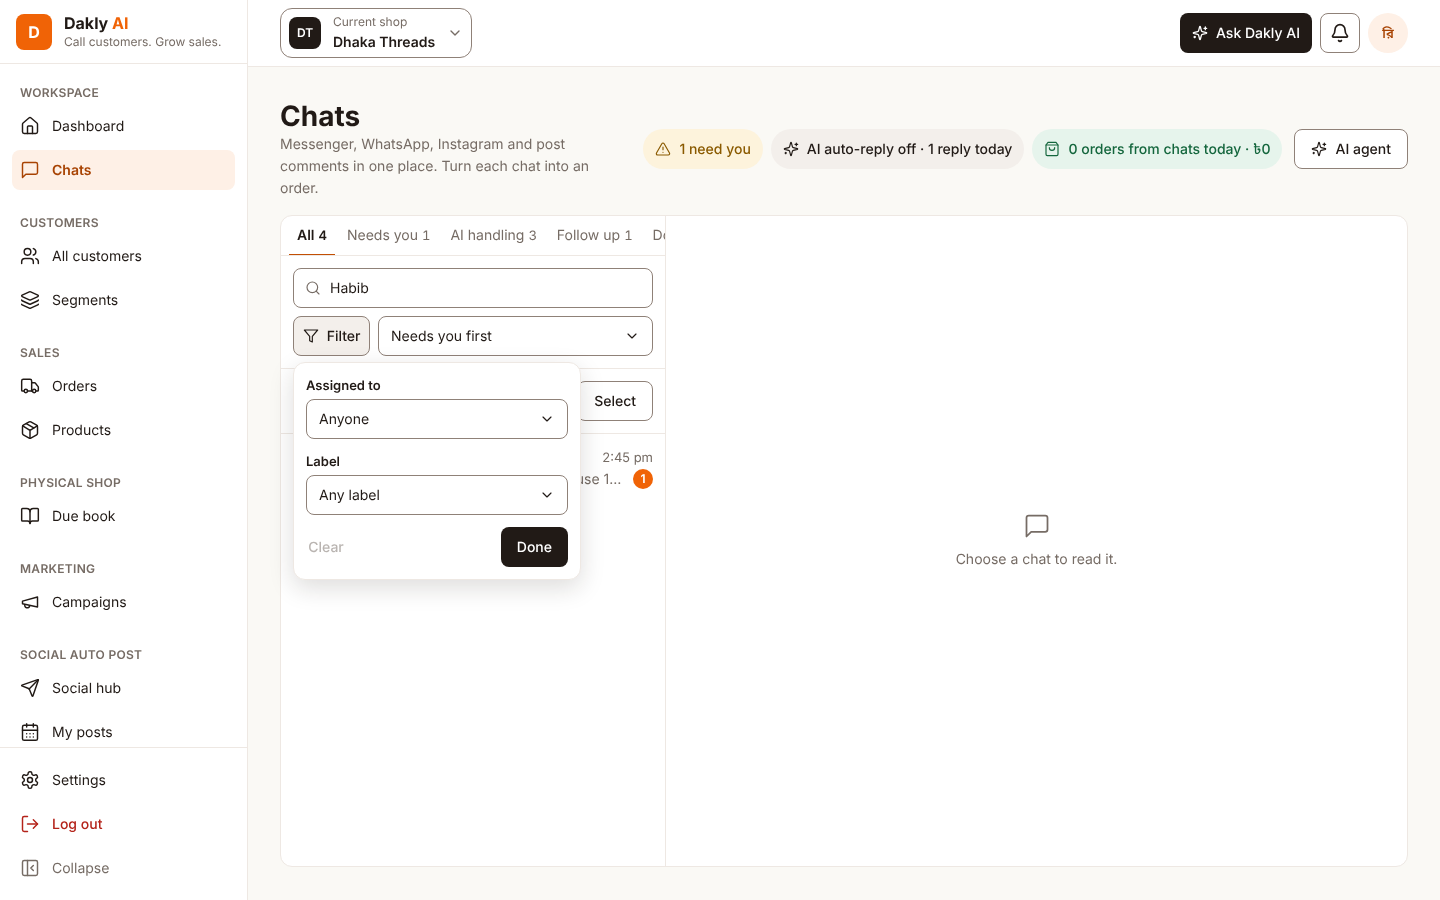 D
Dakly AI
Call customers. Grow sales.
DT
Current shop
Dhaka Threads
Ask Dakly AI
রি
WORKSPACE
Dashboard
Chats
CUSTOMERS
All customers
Segments
SALES
Orders
Products
PHYSICAL SHOP
Due book
MARKETING
Campaigns
SOCIAL AUTO POST
Social hub
My posts
Settings
Log out
Collapse
Chats
Messenger, WhatsApp, Instagram and post
comments in one place. Turn each chat into an
order.
1 need you
AI auto-reply off · 1 reply today
0 orders from chats today · ৳0
AI agent
All 4
Needs you 1
AI handling 3
Follow up 1
Habib
Filter
Needs you first
Assigned to
Anyone
Label
Any label
Clear
Done
Select
2:45 pm
1...
1
Choose a chat to read it.